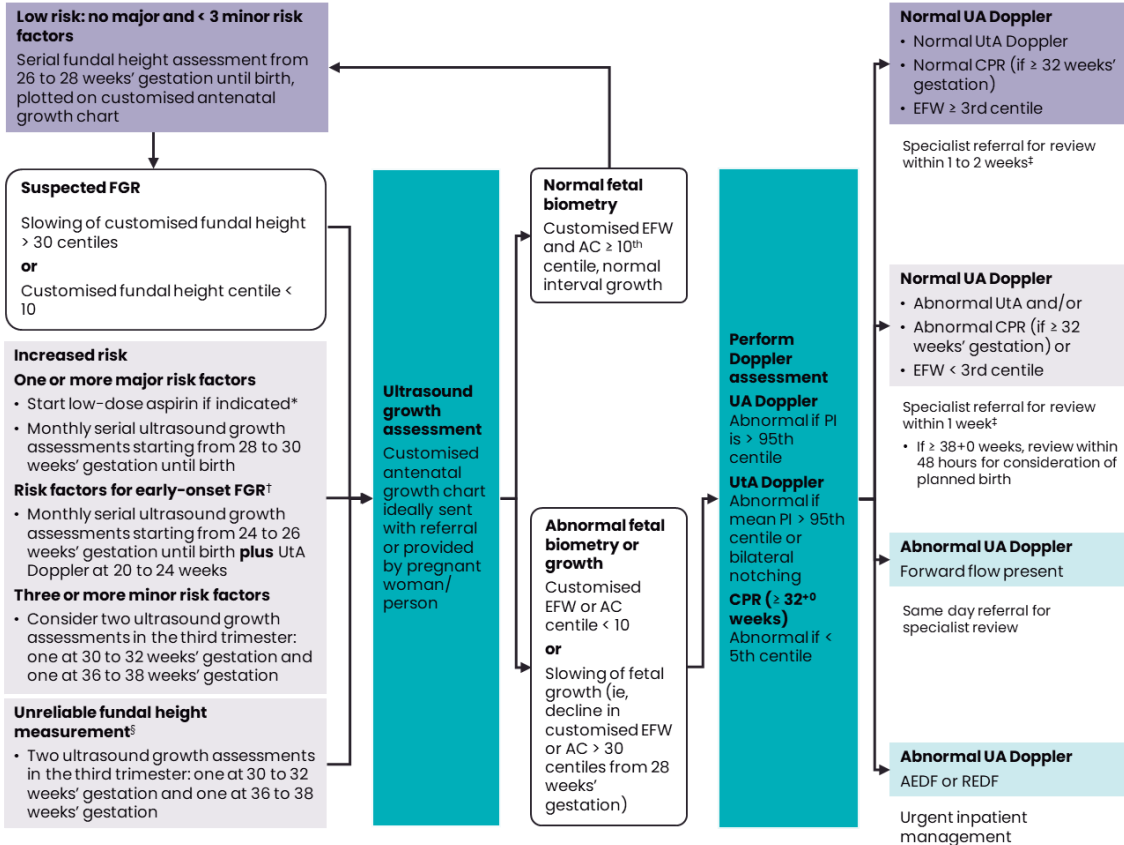 Low risk: no major and < 3 minor risk
factors
Serial fundal height assessment from
26 to 28 weeks’ gestation until birth,
plotted on customised antenatal
growth chart
Suspected FGR
Slowing of customised fundal height
> 30 centiles
or
Customised fundal height centile <
10
Increased risk
One or more major risk factors
• Start low-dose aspirin if indicated*
• Monthly serial ultrasound growth
assessments starting from 28 to 30
weeks’ gestation until birth
Risk factors for early-onset FGR†
• Monthly serial ultrasound growth
assessments starting from 24 to 26
weeks’ gestation until birth plus UtA
Doppler at 20 to 24 weeks
Three or more minor risk factors
• Consider two ultrasound growth
assessments in the third trimester:
one at 30 to 32 weeks’ gestation and
one at 36 to 38 weeks’ gestation
Unreliable fundal height
measurement§
• Two ultrasound growth assessments
in the third trimester: one at 30 to 32
weeks’ gestation and one at 36 to 38
weeks’ gestation
Ultrasound
growth
assessment
Customised
antenatal
growth chart
ideally sent
with referral
or provided
by pregnant
woman/
person
Normal fetal
biometry
Customised EFW
and AC ≥ 10th
centile, normal
interval growth
Abnormal fetal
biometry or
growth
Customised
EFW or AC
centile < 10
or
Slowing of fetal
growth (ie,
decline in
customised EFW
or AC > 30
centiles from 28
weeks’
gestation)
Perform
Doppler
assessment
UA Doppler
Abnormal if PI
is > 95th
centile
UtA Doppler
Abnormal if
mean PI > 95th
centile or
bilateral
notching
CPR (≥ 32+0
weeks)
Abnormal if <
5th centile
Normal UA Doppler
• Normal UtA Doppler
• Normal CPR (if ≥ 32 weeks’
gestation)
• EFW ≥ 3rd centile
Specialist referral for review
within 1 to 2 weeks‡
Normal UA Doppler
• Abnormal UtA and/or
• Abnormal CPR (if ≥ 32
weeks’ gestation) or
• EFW < 3rd centile
Specialist referral for review
within 1 week‡
• If ≥ 38+0 weeks, review within
48 hours for consideration of
planned birth
Abnormal UA Doppler
Forward flow present
Same day referral for
specialist review
Abnormal UA Doppler
AEDF or REDF
Urgent inpatient
management